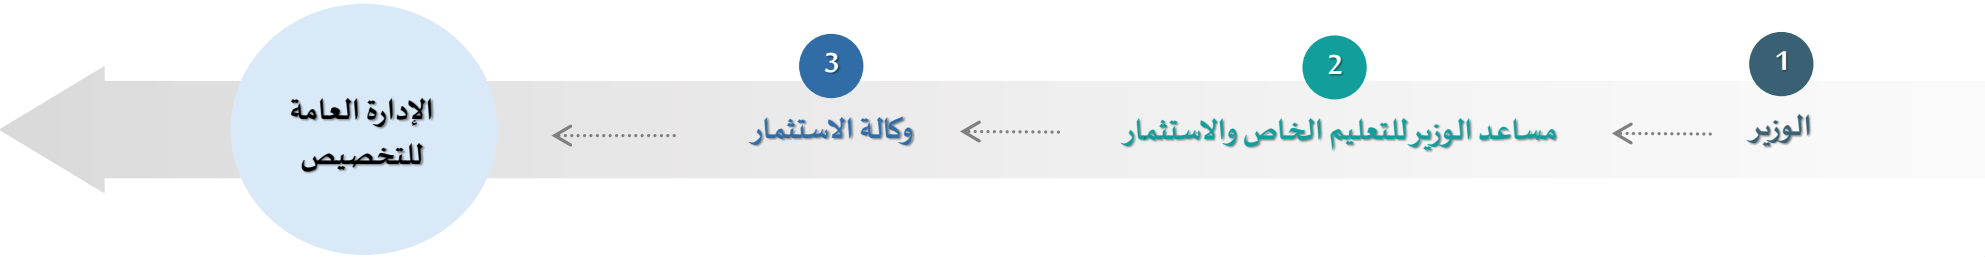 1
الوزير
2
مساعد الوزير للتعليم الخاص والاستثمار
3
وكالة الاستثمار
الإدارة العامة
للتخصيص